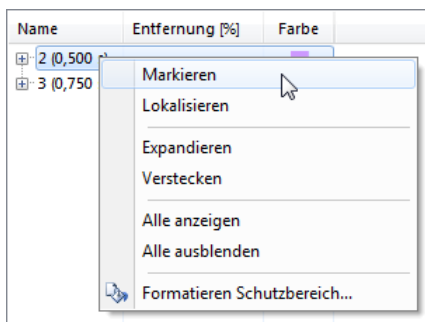 Name Entfernung [%] Farbe
2 (0,500
3 (0,750
Markieren
Lokalisieren
Expandieren
Verstecken
Alle anzeigen
Alle ausblenden
Formatieren Schutzbereich...